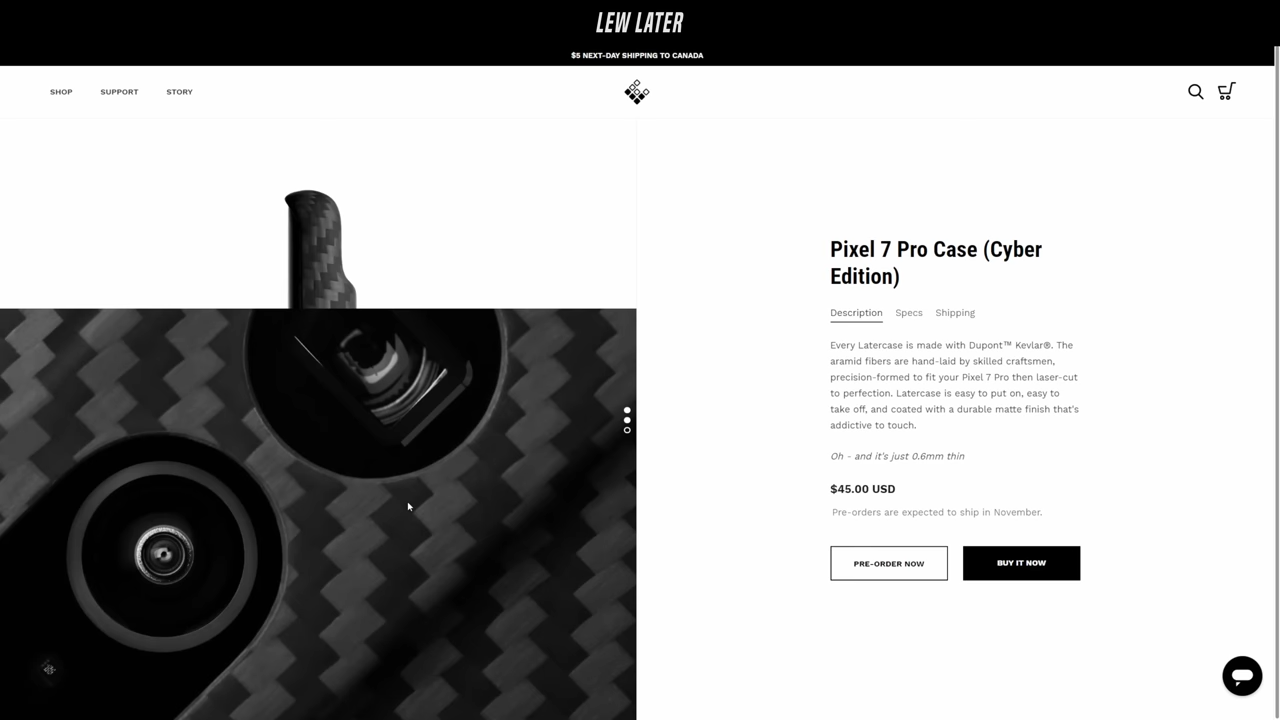 LEW LATER
$5 NEXT-DAY SHIPPING TO CANADA
SHOP
SUPPORT
STORY
Pixel 7 Pro Case (Cyber
Edition)
Description
Specs
Shipping
Every Latercase is made with Dupont™ Kevlar®. The
aramid fibers are hand-laid by skilled craftsmen,
precision-formed to fit your Pixel 7 Pro then laser-cut
to perfection. Latercase is easy to put on, easy to
take off, and coated with a durable matte finish that's
addictive to touch.
Oh - and it's just 0.6mm thin
$45.00 USD
Pre-orders are expected to ship in November.
PRE-ORDER NOW
BUY IT NOW